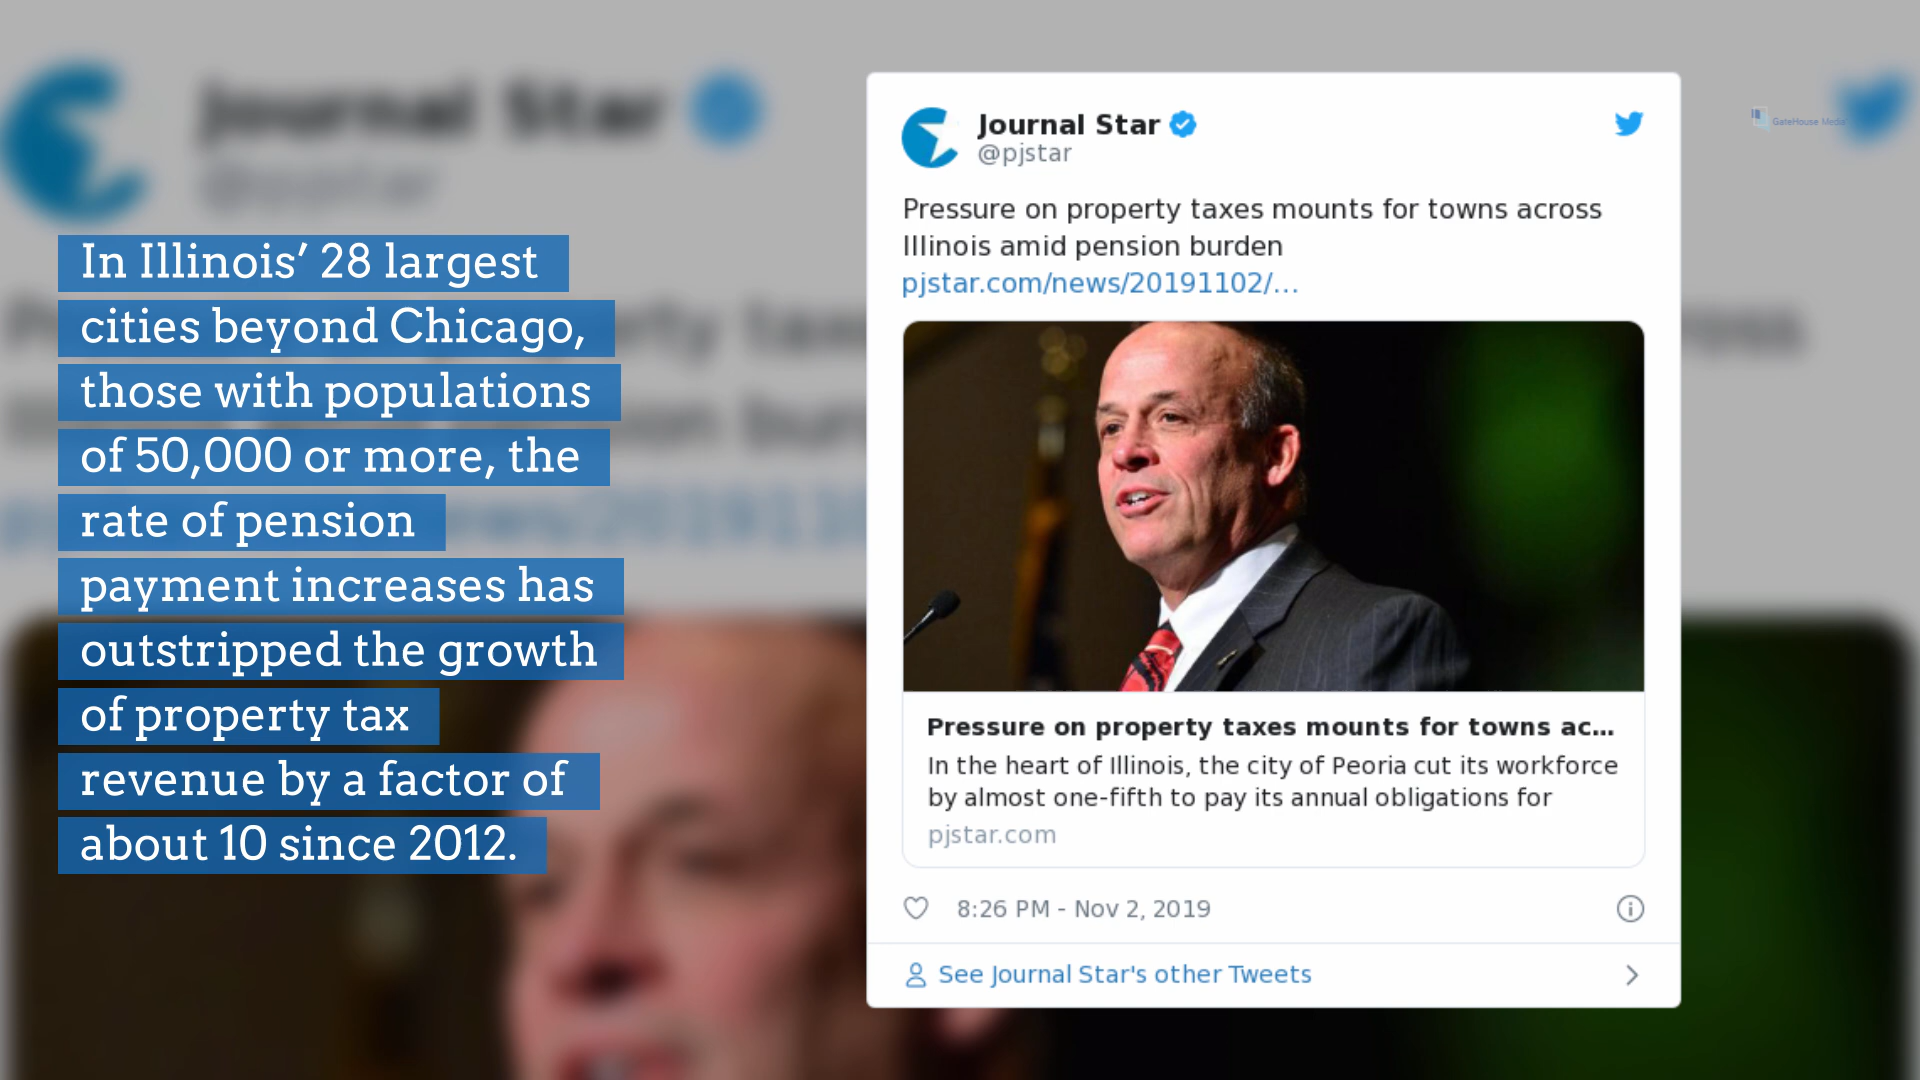 In Illinois’ 28 largest
cities beyond Chicago,
those with populations
of 50,000 or more, the
rate of pension
payment increases has
outstripped the growth
of property tax
revenue by a factor of
about 10 since 2012.
Journal Star
@pjstar
Pressure on property taxes mounts for towns across
Illinois amid pension burden
pjstar.com/news/20191102/…
Pressure on property taxes mounts for towns ac...
In the heart of Illinois, the city of Peoria cut its workforce
by almost one-fifth to pay its annual obligations for
pjstar.com
8:26 PM - Nov 2, 2019
See Journal Star's other Tweets
GateHouse Media
Journal Star
@pjstar